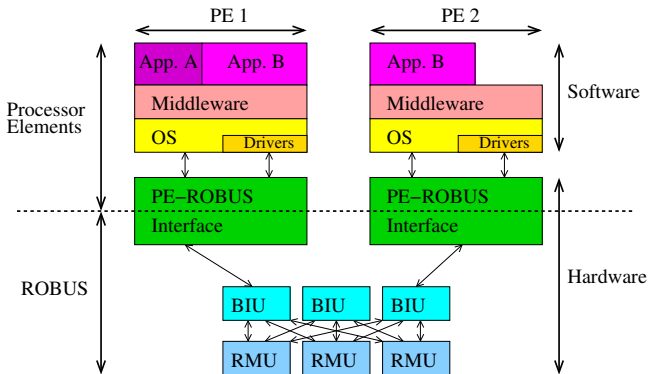 PE 1
PE 2
App. A
App. B
App. B
Processor
Elements
Middleware
Middleware
Software
OS
Drivers
OS
Drivers
PE−ROBUS
Interface
PE−ROBUS
Interface
ROBUS
Hardware
BIU
BIU
BIU
RMU
RMU
RMU